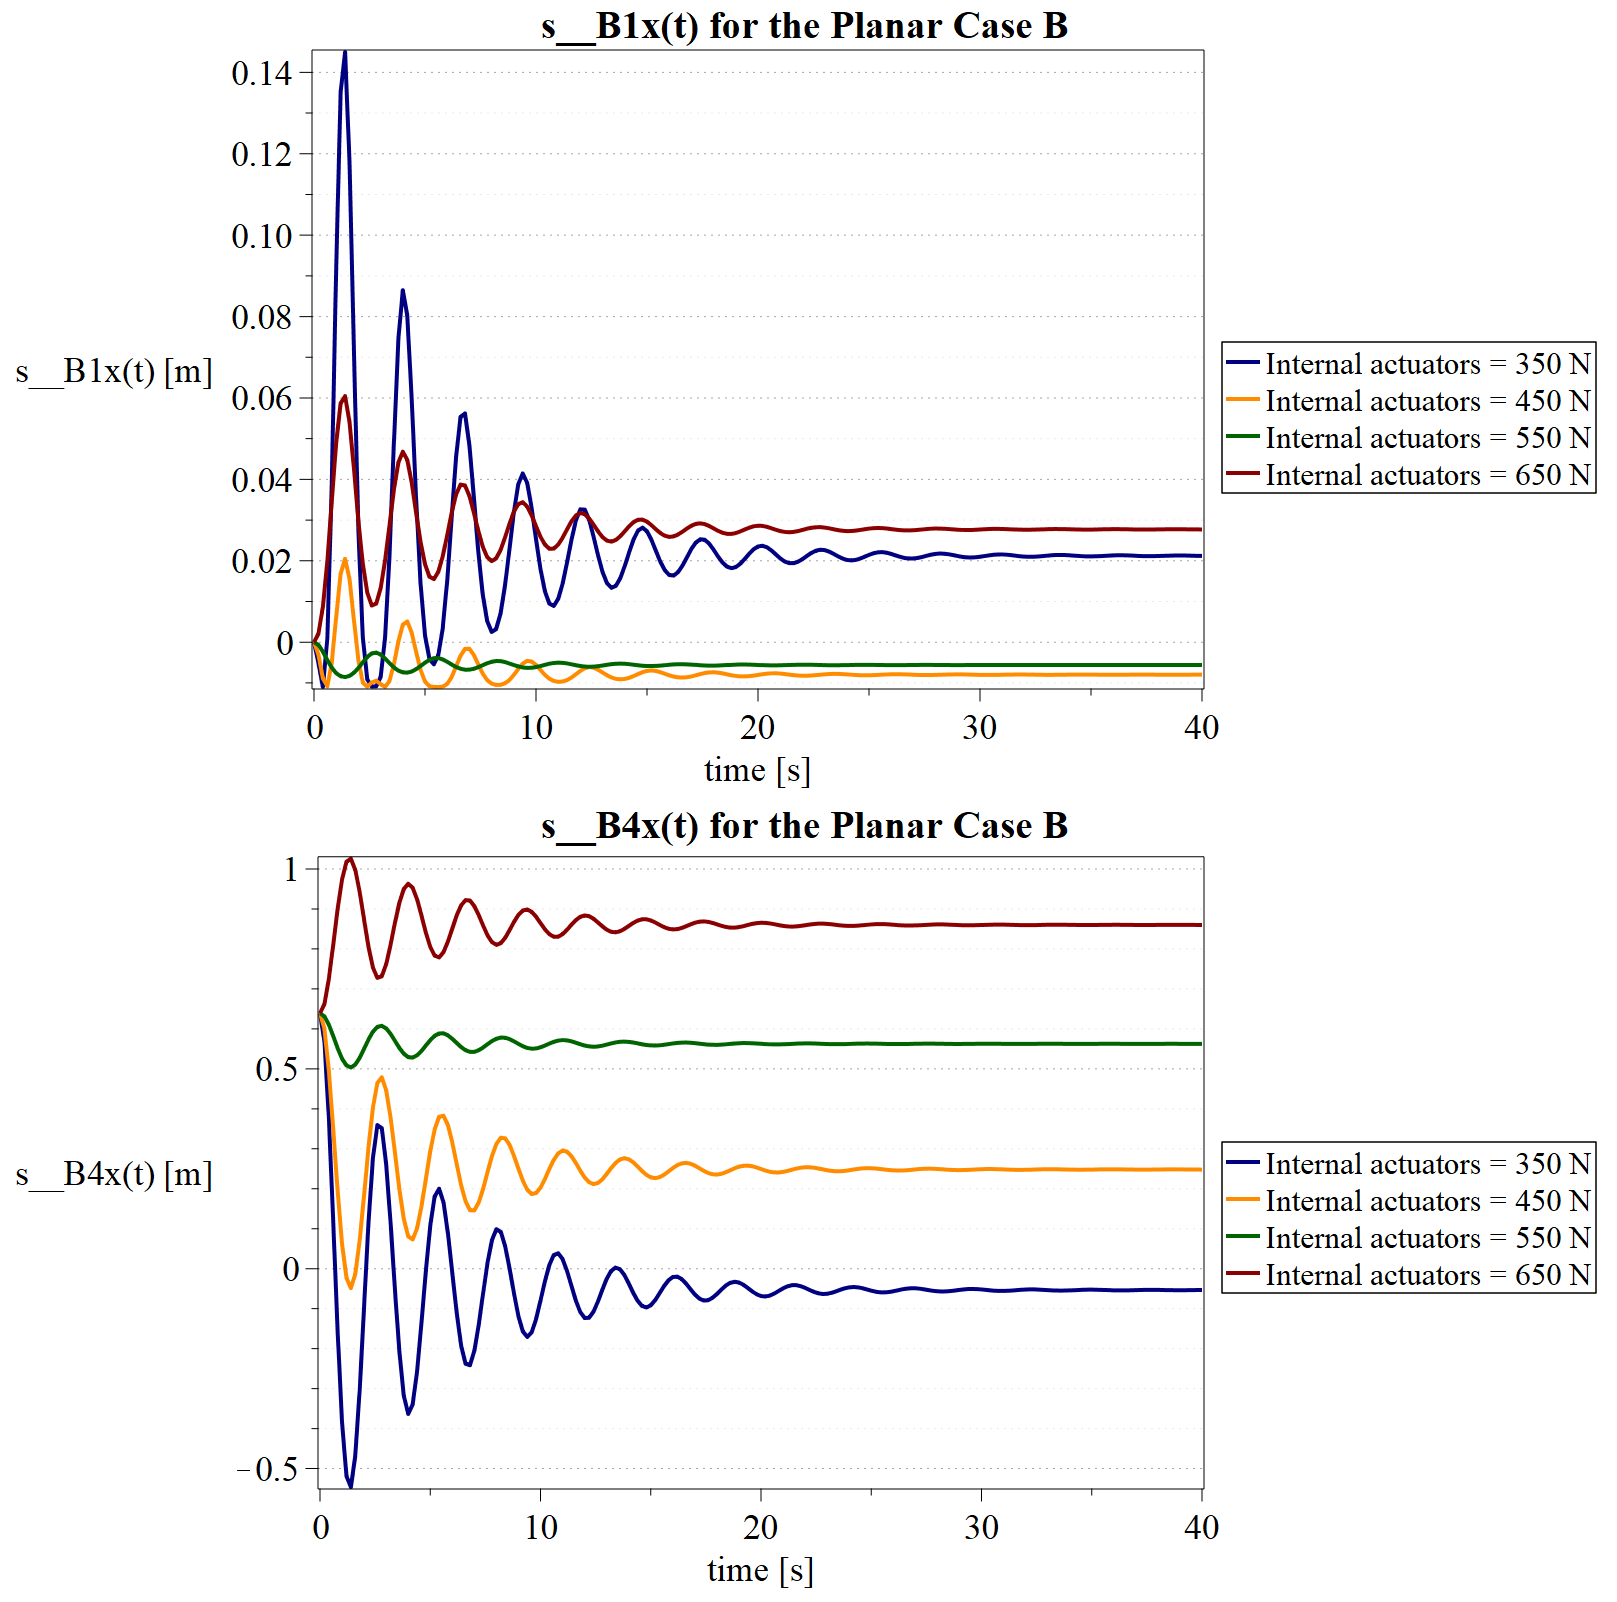 s__B1x(t) for the Planar Case B
0.14
0.12
0.10
0.08
s__B1x(t) [m]
0.06
0.04
0.02
0
0 10 20 30 40
time [s]
Internal actuators = 350 N
Internal actuators = 450 N
Internal actuators = 550 N
Internal actuators = 650 N
s__B4x(t) for the Planar Case B
1
0.5
s__B4x(t) [m]
0
−0.5
0 10 20 30 40
time [s]
Internal actuators = 350 N
Internal actuators = 450 N
Internal actuators = 550 N
Internal actuators = 650 N